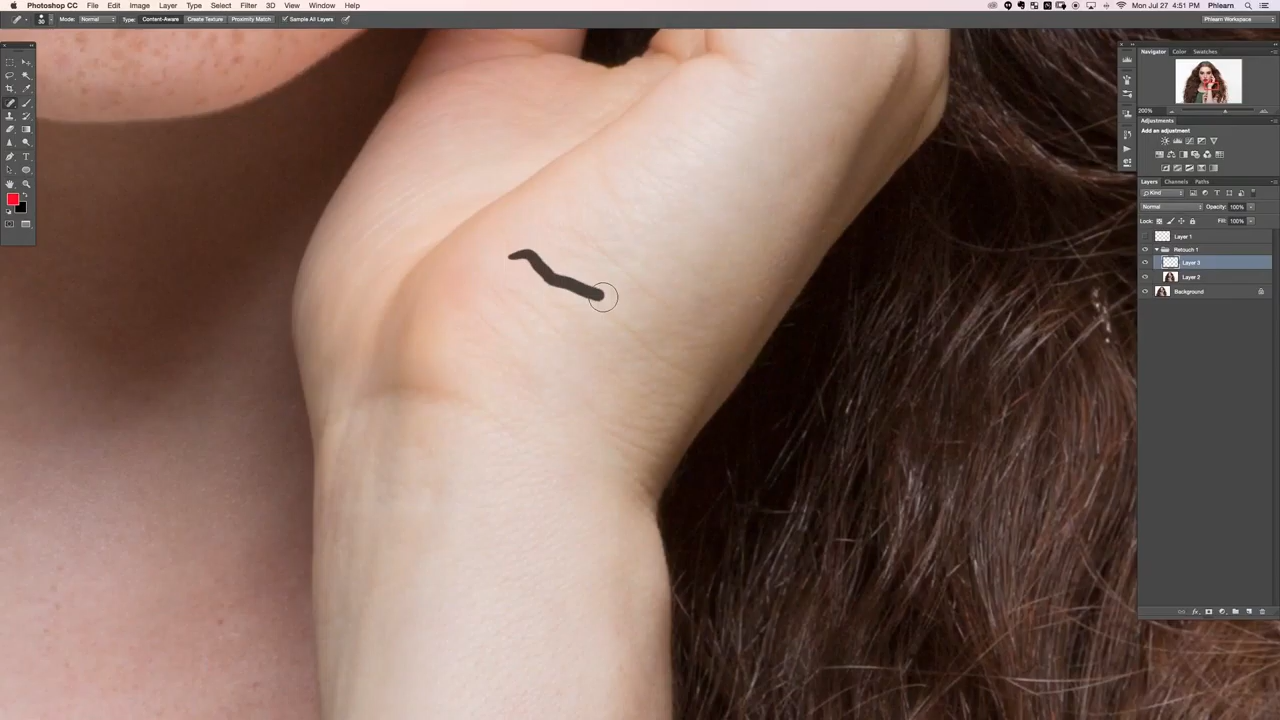 Photoshop CC File Edit Image Layer Type Select Filter 3D View Window Help Mon Jul 27 4:51 PM Phlearn
30 Mode: Normal Type: Content-Aware Create Texture Proximity Match Sample All Layers Phlearn Workspace
Navigator Color Swatches
200%
Adjustments
Add an adjustment
Layers Channels Paths
Kind
Normal Opacity: 100%
Lock: Fill: 100%
Layer 1
Retouch 1
Layer 3
Layer 2
Background